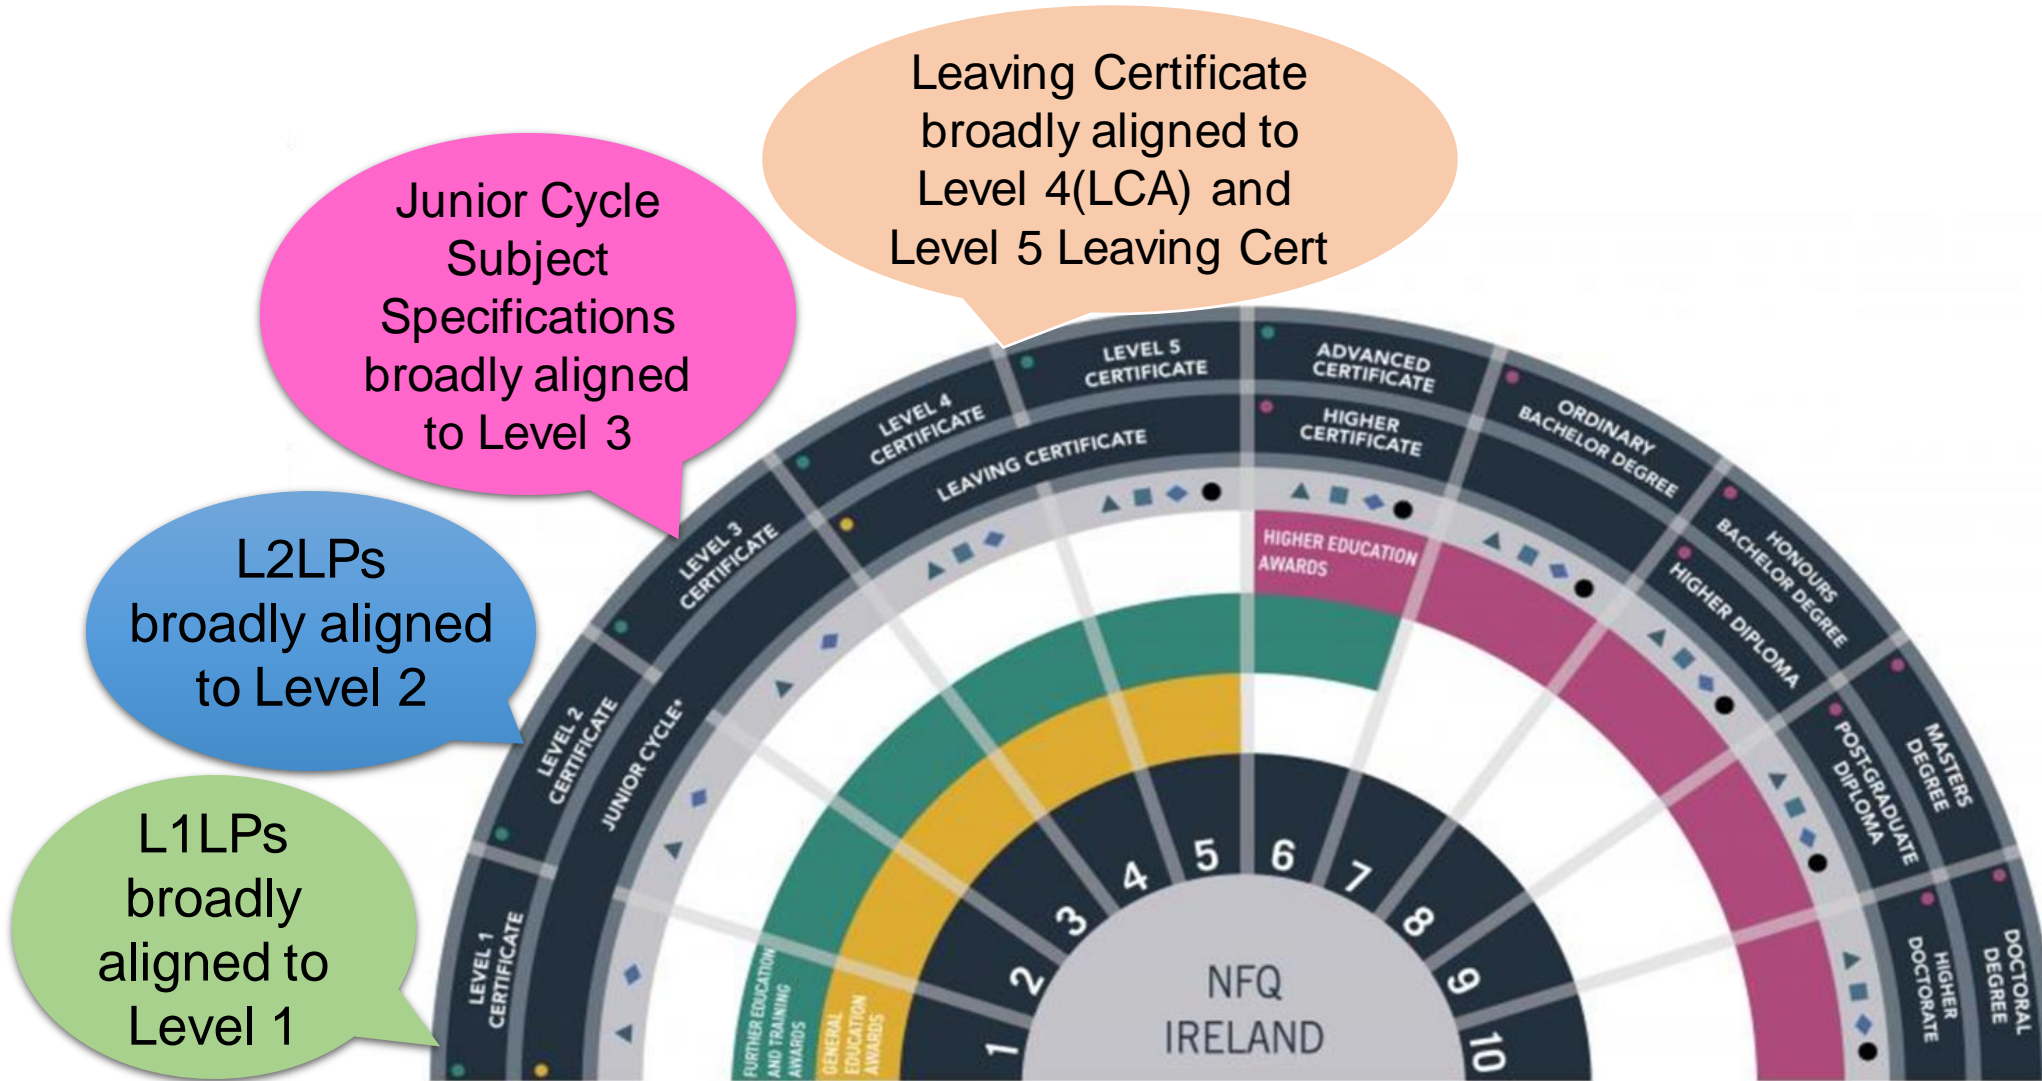 Leaving Certificate
broadly aligned to
Level 4(LCA) and
Level 5 Leaving Cert
Junior Cycle
Subject
Specifications
broadly aligned
to Level 3
L2LPs
broadly aligned
to Level 2
L1LPs
broadly
aligned to
Level 1
LEVEL 1
CERTIFICATE
LEVEL 2
CERTIFICATE
LEVEL 3
CERTIFICATE
LEVEL 4
CERTIFICATE
LEVEL 5
CERTIFICATE
ADVANCED
CERTIFICATE
ORDINARY
BACHELOR DEGREE
HONOURS
BACHELOR DEGREE
MASTERS
DEGREE
DOCTORAL
DEGREE
JUNIOR CYCLE*
LEAVING CERTIFICATE
HIGHER
CERTIFICATE
HIGHER DIPLOMA
POST-GRADUATE
DIPLOMA
HIGHER
DOCTORATE
HIGHER EDUCATION
AWARDS
FURTHER EDUCATION
AND TRAINING
AWARDS
GENERAL
EDUCATION
AWARDS
1
2
3
4
5
6
7
8
9
10
NFQ
IRELAND